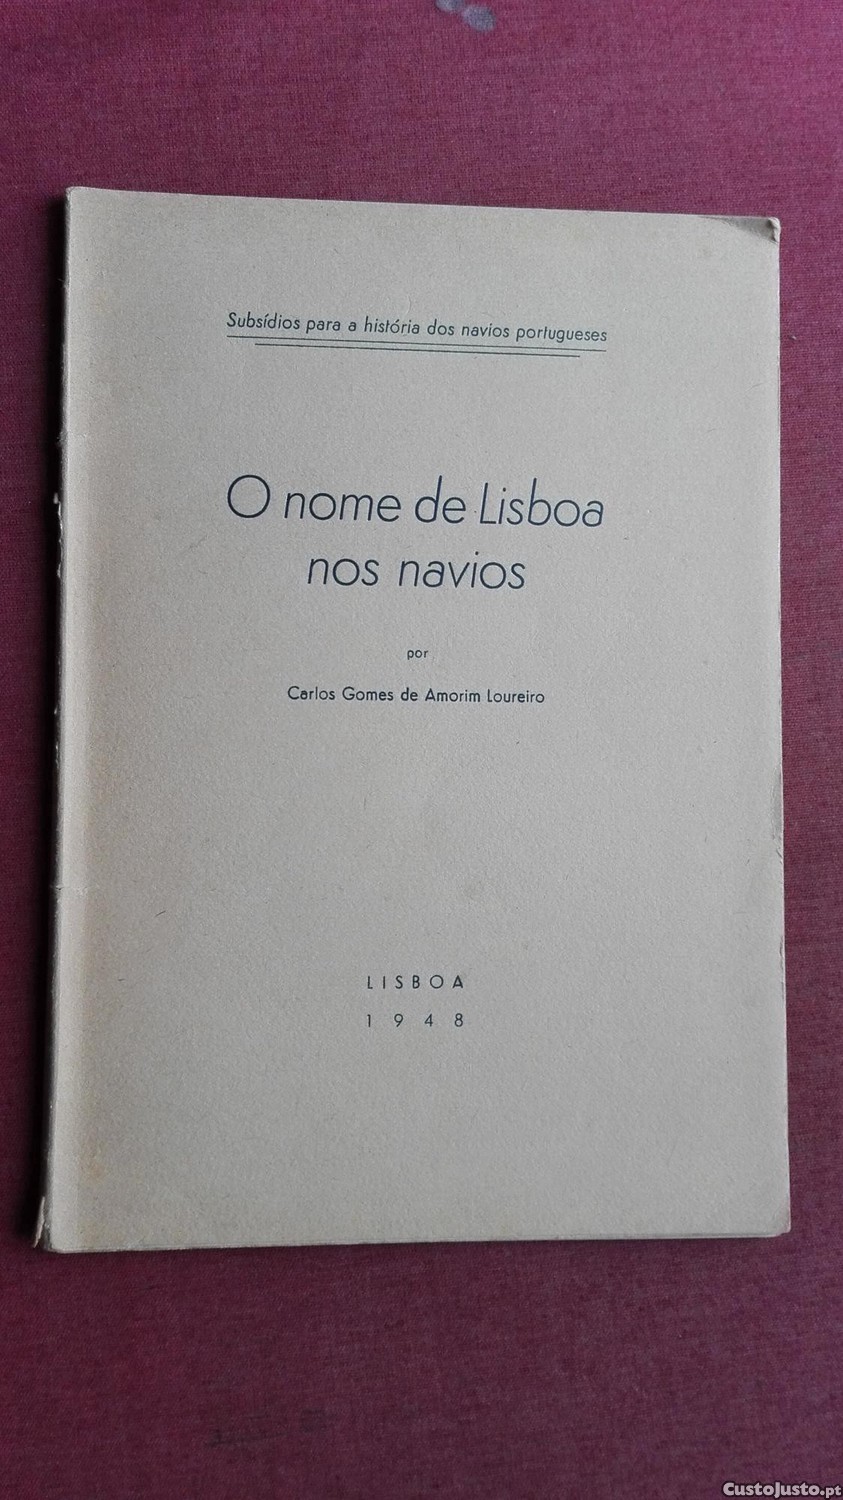 Subsídios para a história dos navios portugueses
O nome de Lisboa
nos navios
por
Carlos Gomes de Amorim Loureiro
LISBOA
1948
CustoJusto.pt